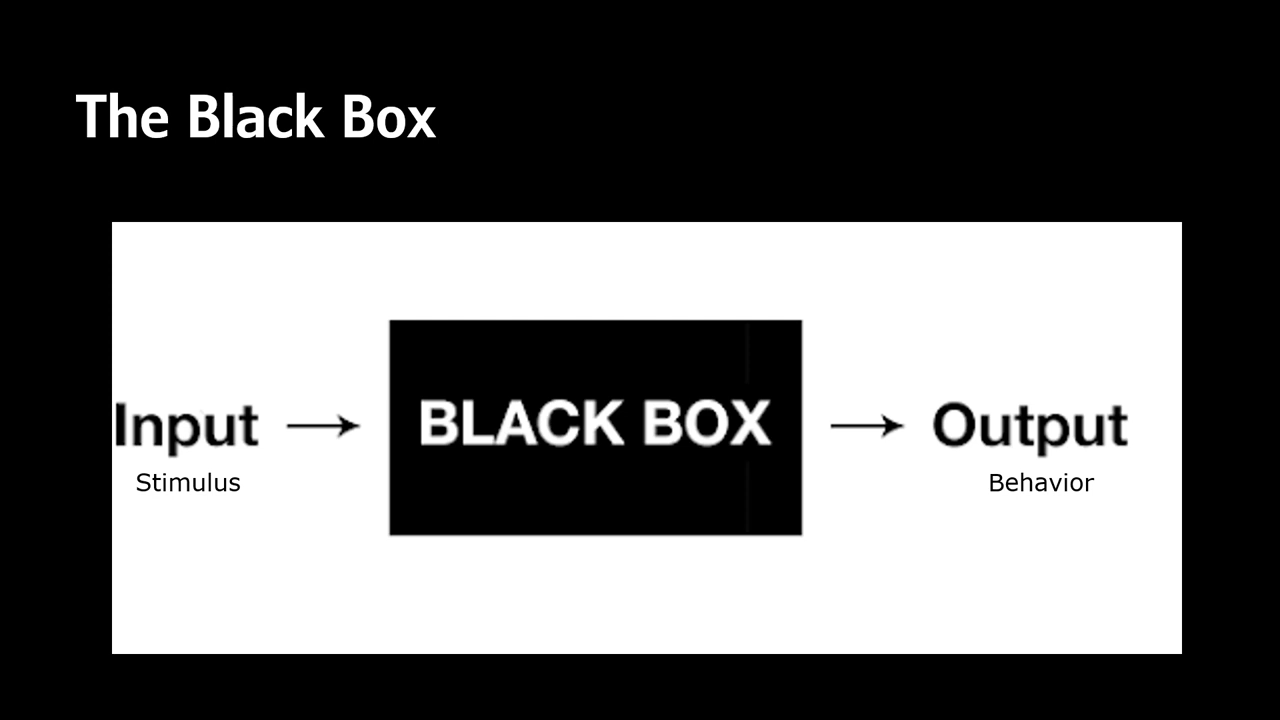 The Black Box
Input
Stimulus
BLACK BOX
Output
Behavior